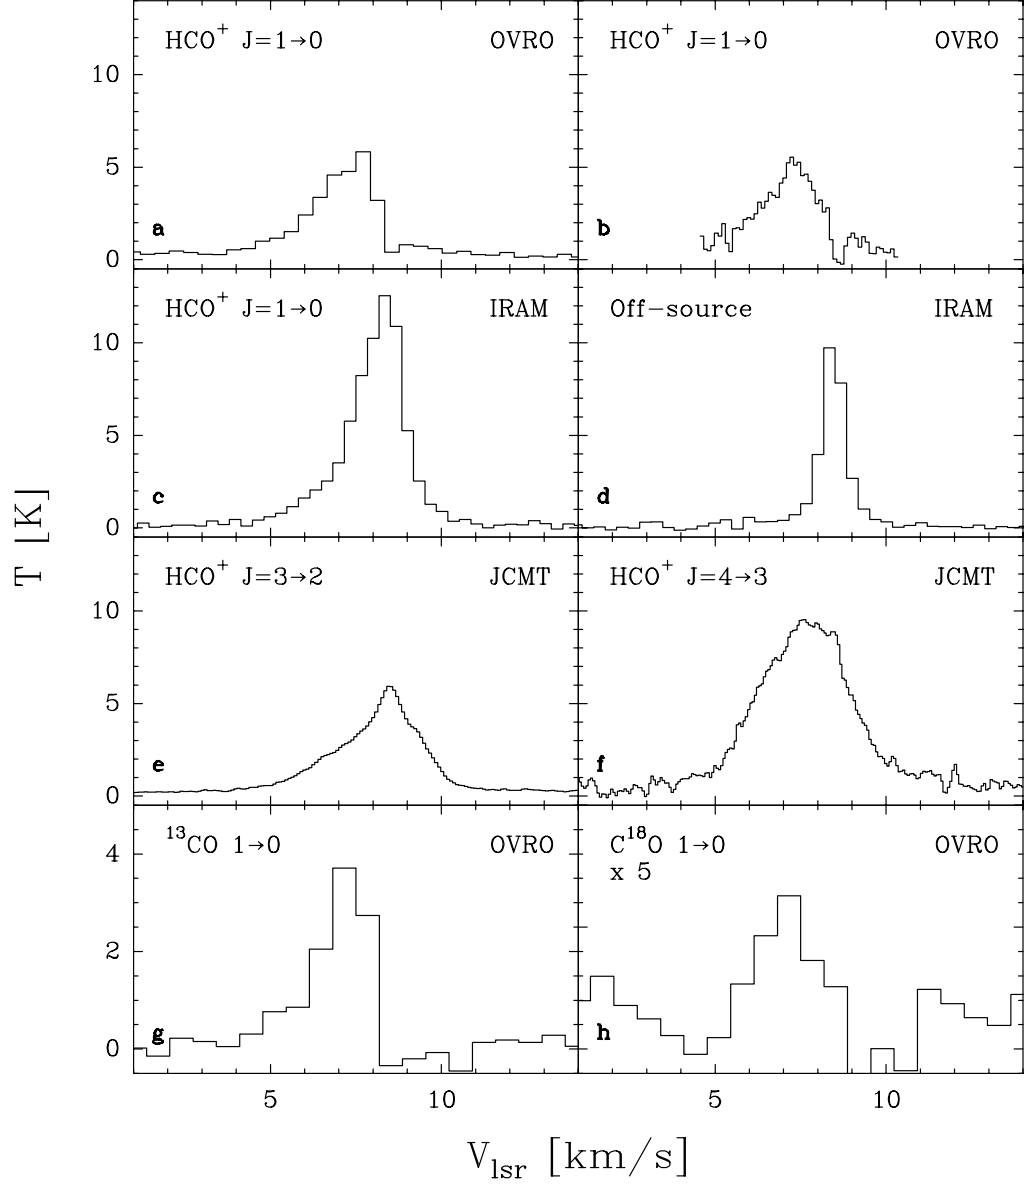 HCO⁺ J=1→0 OVRO HCO⁺ J=1→0 OVRO
10
5
a b
0
HCO⁺ J=1→0 IRAM Off-source IRAM
10
5
c d
0
T [K]
HCO⁺ J=3→2 JCMT HCO⁺ J=4→3 JCMT
10
5
e f
0
¹³CO 1→0 OVRO C¹⁸O 1→0 OVRO
4
x 5
2
g h
0
5 10 5 10
V_lsr [km/s]